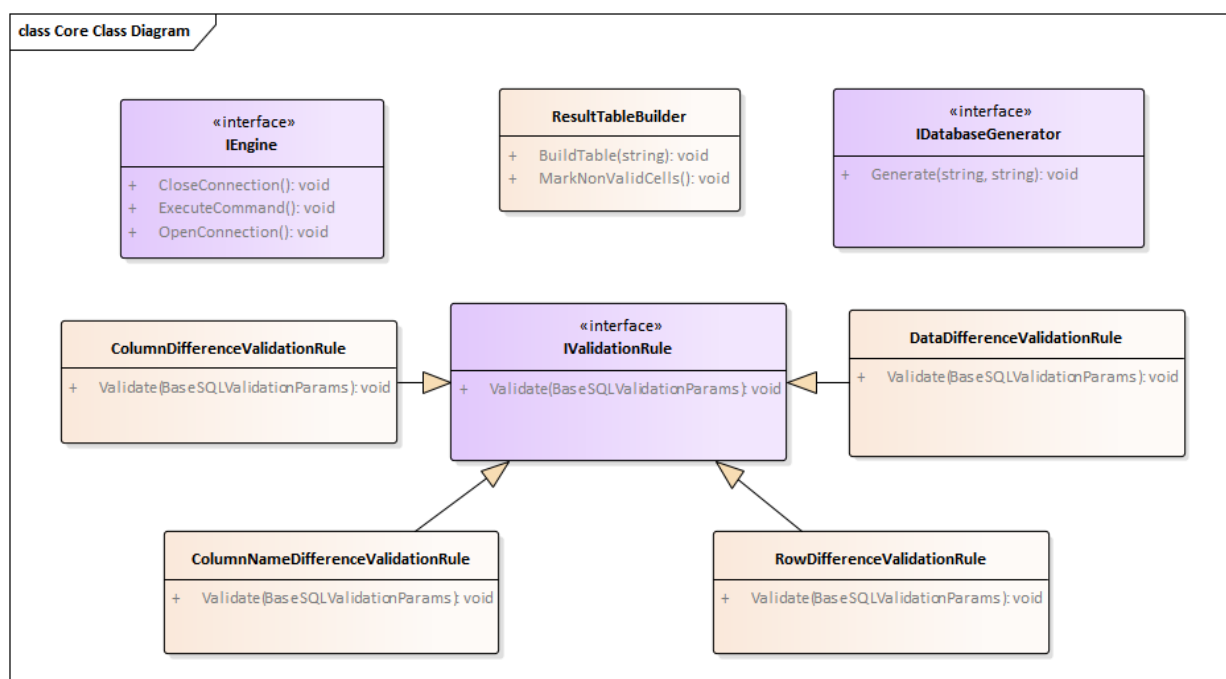 class Core Class Diagram
«interface»
IEngine
+ CloseConnection(): void
+ ExecuteCommand(): void
+ OpenConnection(): void
ResultTableBuilder
+ BuildTable(string): void
+ MarkNonValidCells(): void
«interface»
IDatabaseGenerator
+ Generate(string, string): void
ColumnDifferenceValidationRule
+ Validate(BaseSQLValidationParams): void
«interface»
IValidationRule
+ Validate(BaseSQLValidationParams): void
DataDifferenceValidationRule
+ Validate(BaseSQLValidationParams): void
ColumnNameDifferenceValidationRule
+ Validate(BaseSQLValidationParams): void
RowDifferenceValidationRule
+ Validate(BaseSQLValidationParams): void